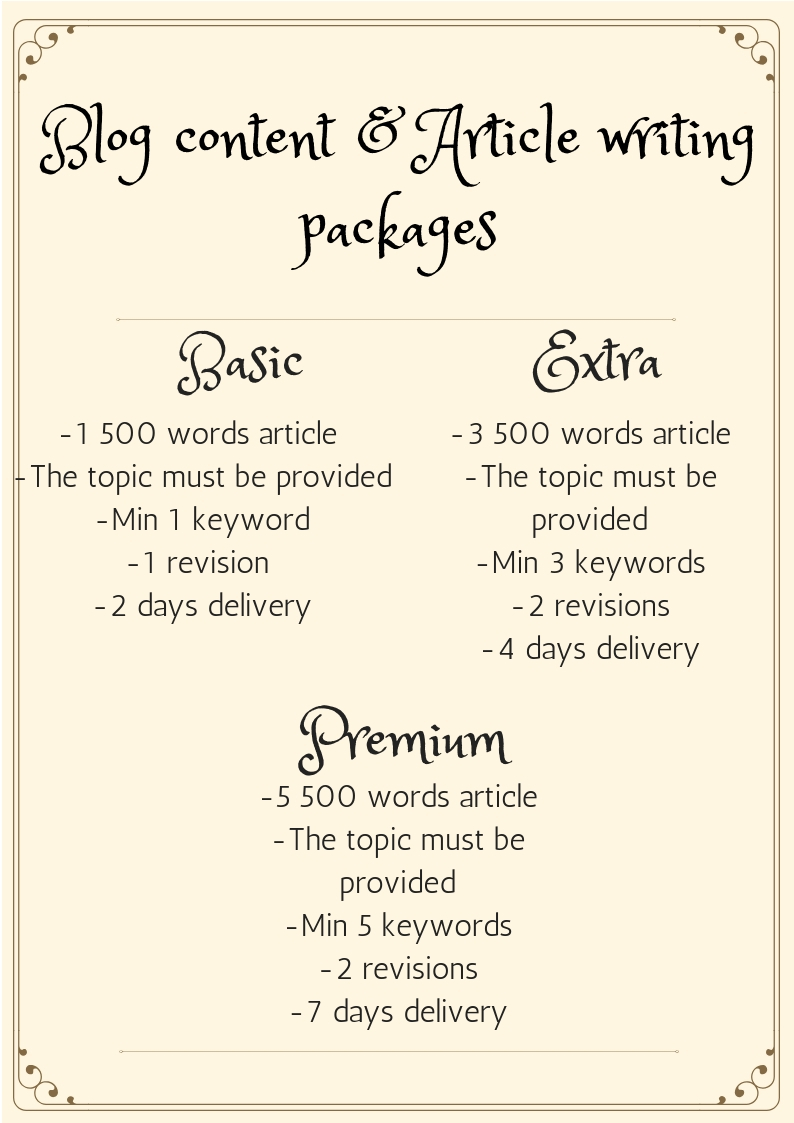 Blog content & Article writing
packages
Basic
-1 500 words article
-The topic must be provided
-Min 1 keyword
-1 revision
-2 days delivery
Extra
-3 500 words article
-The topic must be
provided
-Min 3 keywords
-2 revisions
-4 days delivery
Premium
-5 500 words article
-The topic must be
provided
-Min 5 keywords
-2 revisions
-7 days delivery